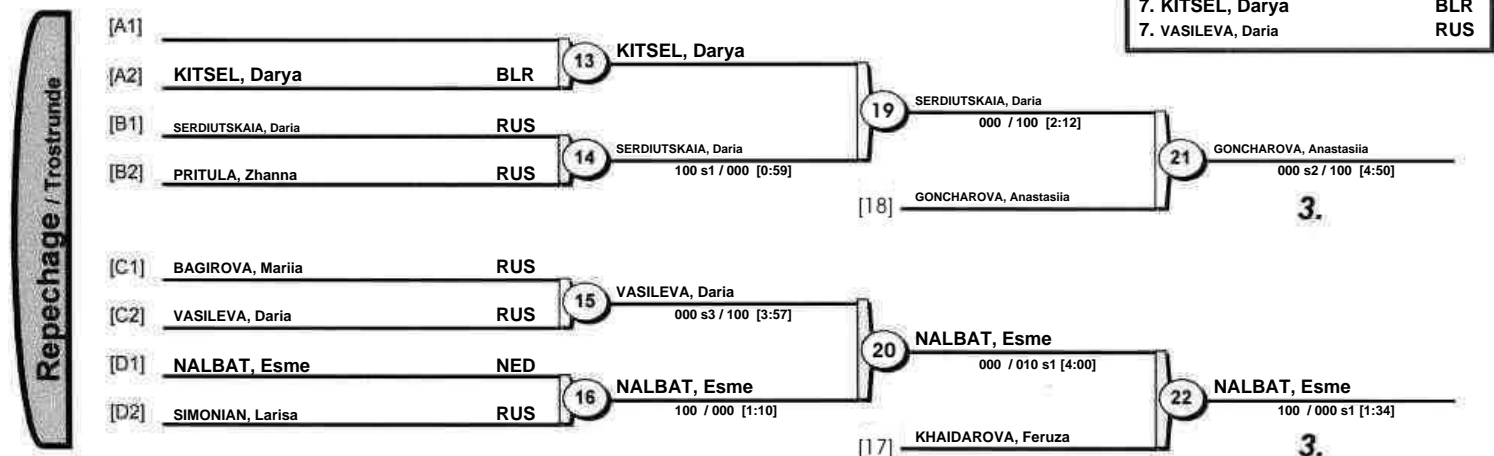 7. KITSEL, Darya BLR
7. VASILEVA, Daria RUS
Repechage / Trostrunde
[A1]
[A2] KITSEL, Darya BLR
13 KITSEL, Darya
[B1] SERDIUTSKAIA, Daria RUS
[B2] PRITULA, Zhanna RUS
14 SERDIUTSKAIA, Daria
100 s1 / 000 [0:59]
19 SERDIUTSKAIA, Daria
000 / 100 [2:12]
[18] GONCHAROVA, Anastasiia
21 GONCHAROVA, Anastasiia
000 s2 / 100 [4:50]
3.
[C1] BAGIROVA, Mariia RUS
[C2] VASILEVA, Daria RUS
15 VASILEVA, Daria
000 s3 / 100 [3:57]
[D1] NALBAT, Esme NED
[D2] SIMONIAN, Larisa RUS
16 NALBAT, Esme
100 / 000 [1:10]
20 NALBAT, Esme
000 / 010 s1 [4:00]
[17] KHAIDAROVA, Feruza
22 NALBAT, Esme
100 / 000 s1 [1:34]
3.